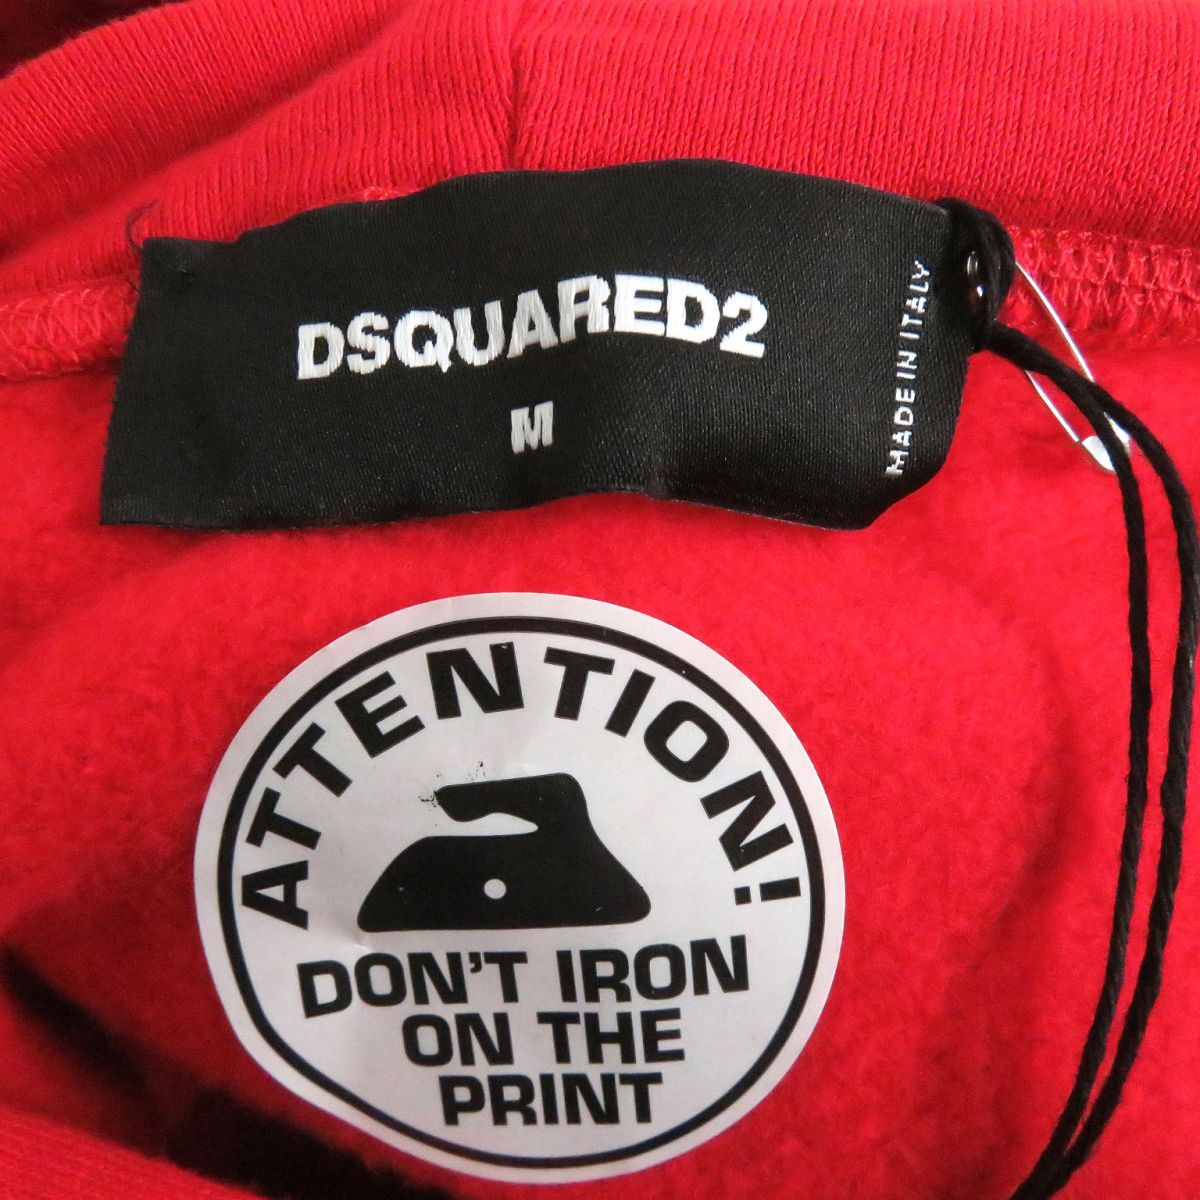 DSQUARED2
M
MADE IN ITALY
ATTENTION!
DON'T IRON
ON THE
PRINT